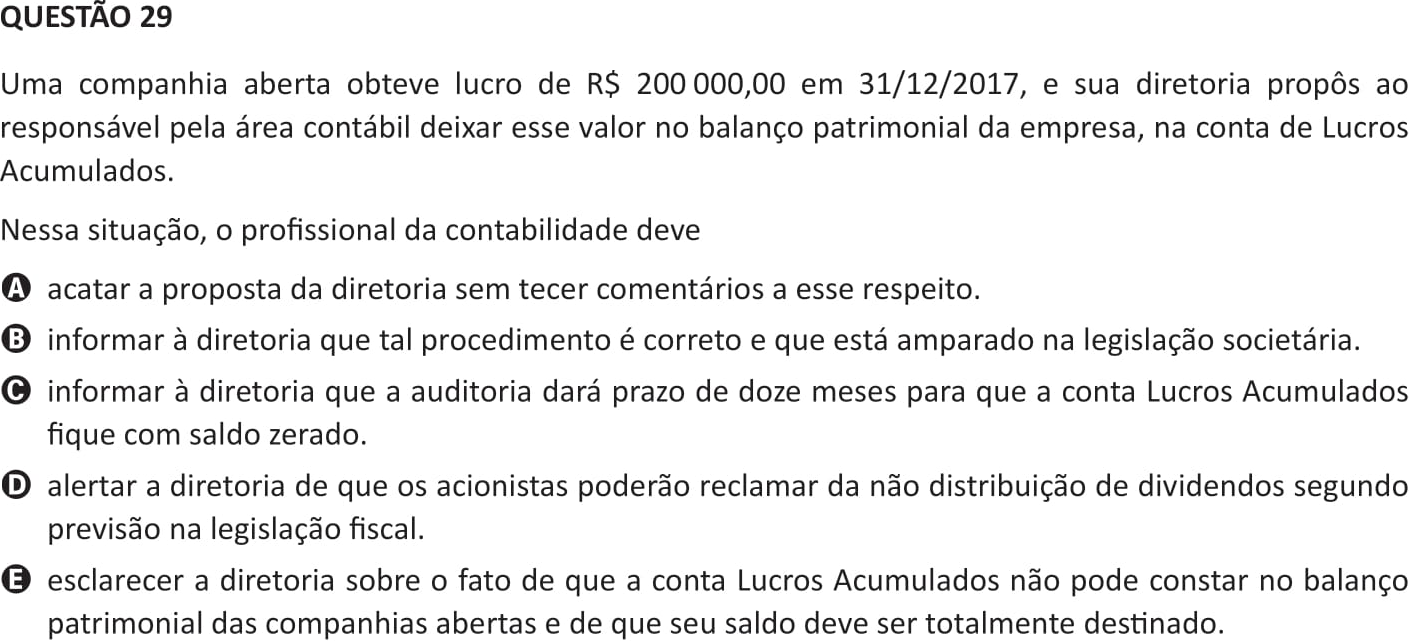 QUESTÃO 29
Uma companhia aberta obteve lucro de R$ 200 000,00 em 31/12/2017, e sua diretoria propôs ao
responsável pela área contábil deixar esse valor no balanço patrimonial da empresa, na conta de Lucros
Acumulados.
Nessa situação, o profissional da contabilidade deve
A acatar a proposta da diretoria sem tecer comentários a esse respeito.
B informar à diretoria que tal procedimento é correto e que está amparado na legislação societária.
C informar à diretoria que a auditoria dará prazo de doze meses para que a conta Lucros Acumulados
fique com saldo zerado.
D alertar a diretoria de que os acionistas poderão reclamar da não distribuição de dividendos segundo
previsão na legislação fiscal.
E esclarecer a diretoria sobre o fato de que a conta Lucros Acumulados não pode constar no balanço
patrimonial das companhias abertas e de que seu saldo deve ser totalmente destinado.